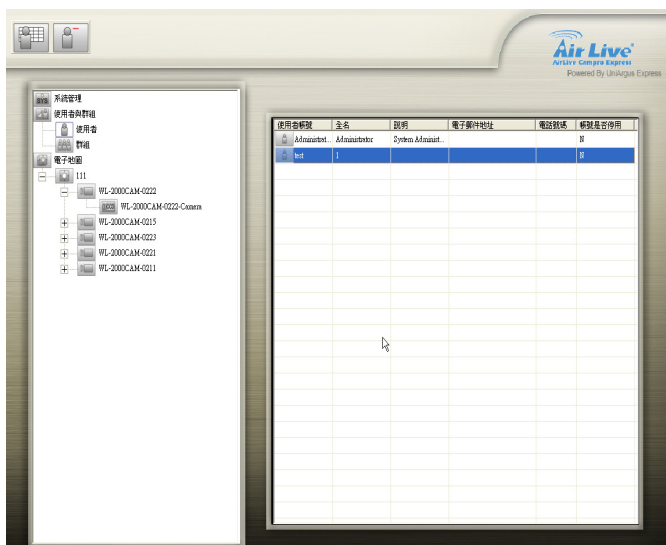 Air Live®
AirLive Campro Express
Powered By UniArgus Express
SYS 系統管理
使用者與群組
使用者
群組
電子地圖
111
WL-2000CAM-0222
WL-2000CAM-0222-Camera
WL-2000CAM-0215
WL-2000CAM-0223
WL-2000CAM-0221
WL-2000CAM-0211
使用者帳號 全名 說明 電子郵件地址 電話號碼 帳號是否停用
Administrat... Administrator System Administ... N
test 1 N